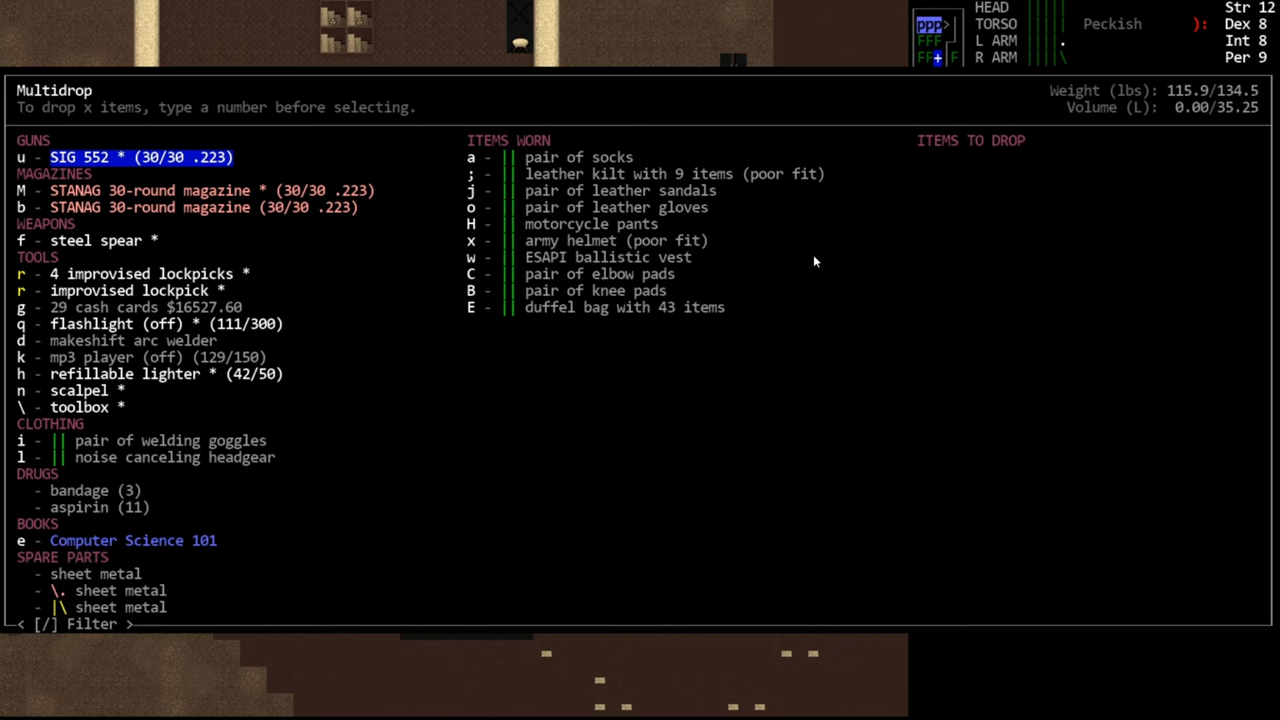 HEAD
TORSO
L ARM
R ARM
Peckish ):
Str 12
Dex 8
Int 8
Per 9
ppp>
FFF
FF+ F
Multidrop
To drop x items, type a number before selecting.
Weight (lbs): 115.9/134.5
Volume (L): 0.00/35.25
GUNS
u - SIG 552 * (30/30 .223)
MAGAZINES
M - STANAG 30-round magazine * (30/30 .223)
b - STANAG 30-round magazine (30/30 .223)
WEAPONS
f - steel spear *
TOOLS
r - 4 improvised lockpicks *
r - improvised lockpick *
g - 29 cash cards $16527.60
q - flashlight (off) * (111/300)
d - makeshift arc welder
k - mp3 player (off) (129/150)
h - refillable lighter * (42/50)
n - scalpel *
\ - toolbox *
CLOTHING
i - || pair of welding goggles
l - || noise canceling headgear
DRUGS
- bandage (3)
- aspirin (11)
BOOKS
e - Computer Science 101
SPARE PARTS
- sheet metal
- \. sheet metal
- |\ sheet metal
< [/] Filter >
ITEMS WORN
a - || pair of socks
; - || leather kilt with 9 items (poor fit)
j - || pair of leather sandals
o - || pair of leather gloves
H - || motorcycle pants
x - || army helmet (poor fit)
w - || ESAPI ballistic vest
C - || pair of elbow pads
B - || pair of knee pads
E - || duffel bag with 43 items
ITEMS TO DROP